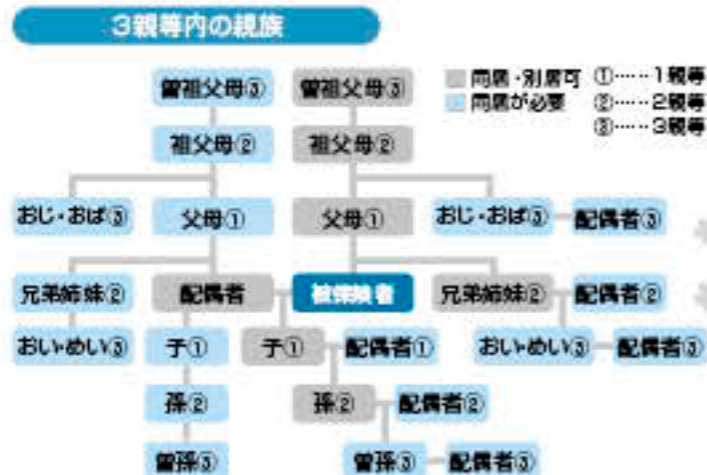 3親等内の親族
曾祖父母③ 曾祖父母③ 同居・別居可 ①……1親等
同居が必要 ②……2親等
③……3親等
祖父母② 祖父母②
おじ・おば③ 父母① 父母① おじ・おば③ 配偶者③
兄弟姉妹② 配偶者 被保険者 兄弟姉妹② 配偶者②
おい・めい③ 子① 子① 配偶者① おい・めい③ 配偶者③
孫② 孫② 配偶者②
曾孫③ 曾孫③ 配偶者③